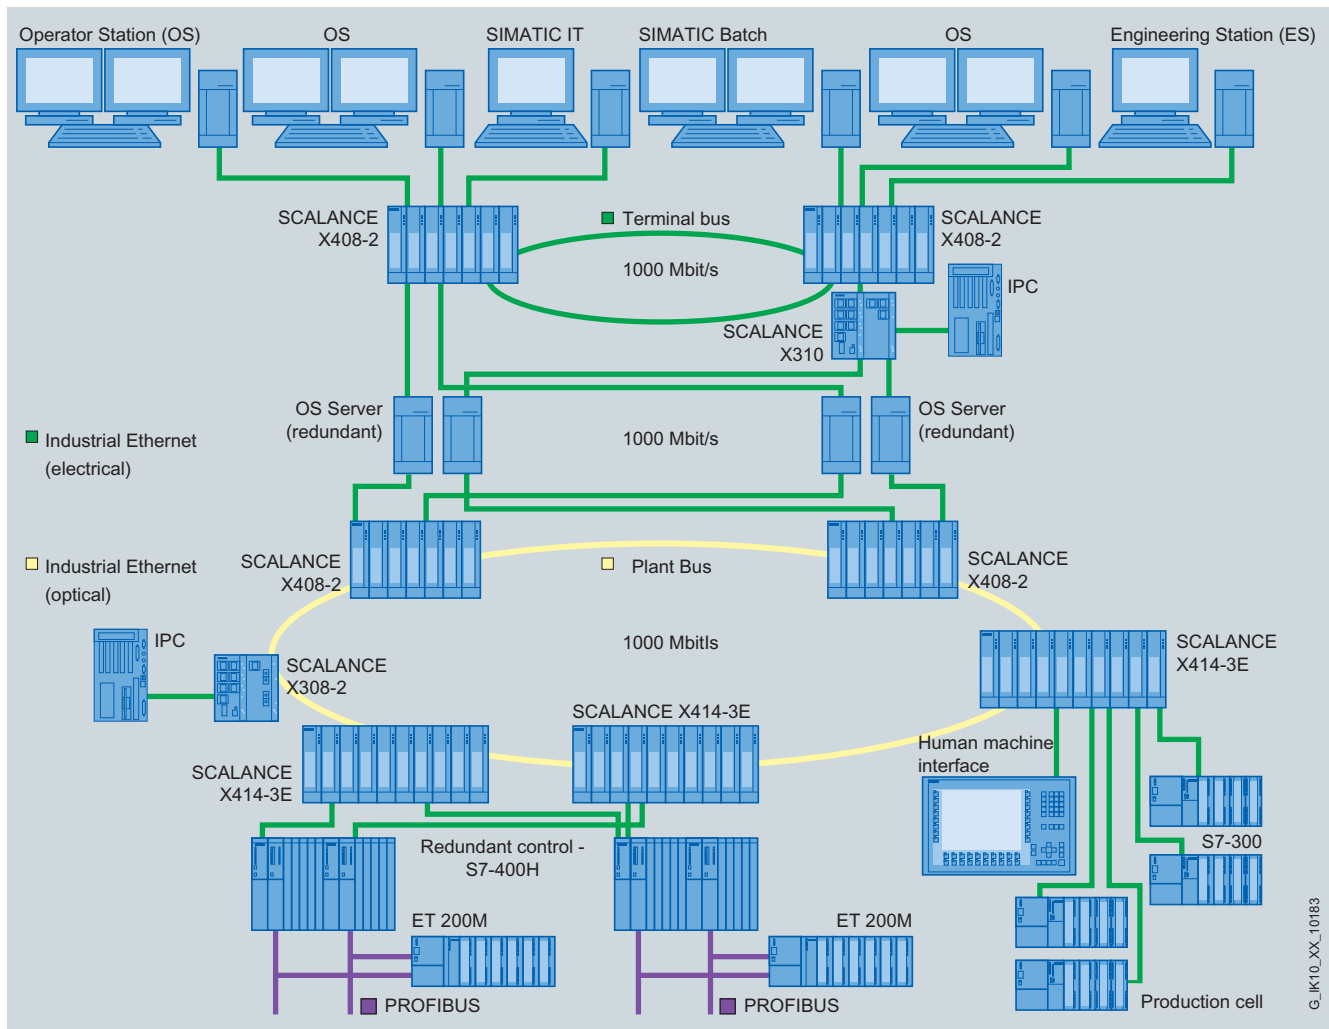 Operator Station (OS)
OS
SIMATIC IT
SIMATIC Batch
OS
Engineering Station (ES)
SCALANCE
X408-2
Terminal bus
SCALANCE
X408-2
1000 Mbit/s
IPC
SCALANCE
X310
OS Server
(redundant)
OS Server
(redundant)
1000 Mbit/s
Industrial Ethernet
(electrical)
SCALANCE
X408-2
Plant Bus
SCALANCE
X408-2
Industrial Ethernet
(optical)
1000 MbitIs
IPC
SCALANCE
X308-2
SCALANCE
X414-3E
SCALANCE X414-3E
SCALANCE
X414-3E
Human machine
interface
Redundant control -
S7-400H
S7-300
ET 200M
ET 200M
PROFIBUS
PROFIBUS
Production cell
G_IK10_XX_10183